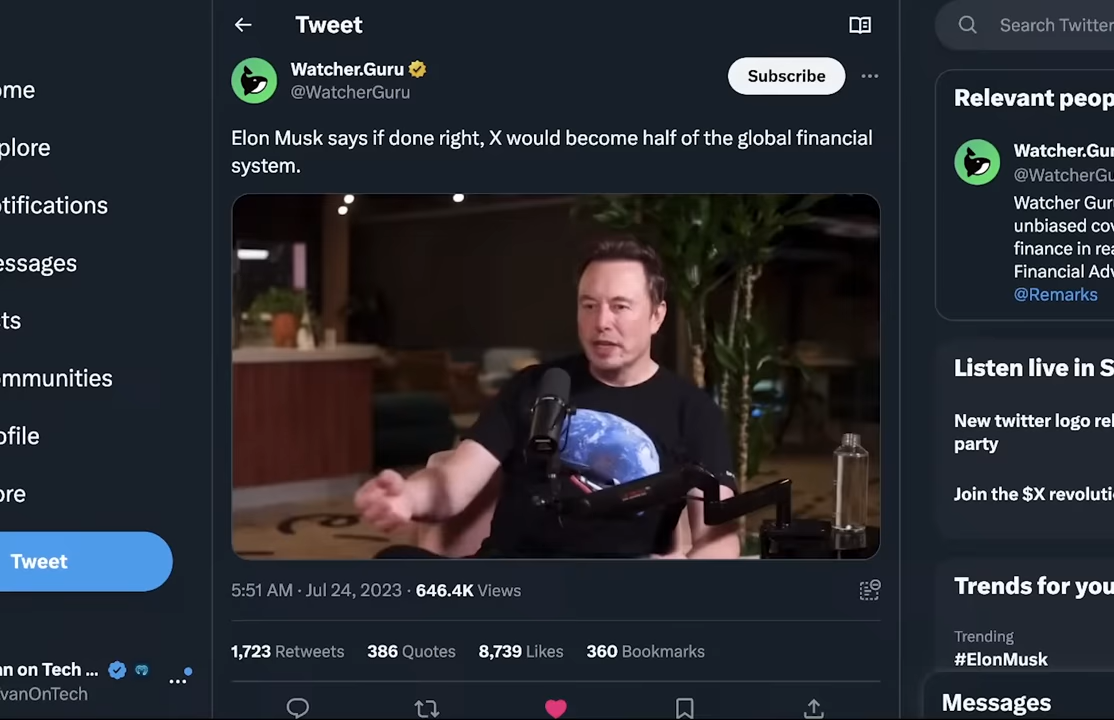 Tweet
Search Twitter
ome
plore
otifications
essages
sts
ommunities
ofile
ore
Tweet
an on Tech ...
vanOnTech
Watcher.Guru
@WatcherGuru
Subscribe
Elon Musk says if done right, X would become half of the global financial
system.
5:51 AM · Jul 24, 2023 · 646.4K Views
1,723 Retweets 386 Quotes 8,739 Likes 360 Bookmarks
Relevant peop
Watcher.Gur
@WatcherGu
Watcher Guru
unbiased cov
finance in rea
Financial Adv
@Remarks
Listen live in S
New twitter logo rel
party
Join the $X revoluti
Trends for you
Trending
#ElonMusk
Messages